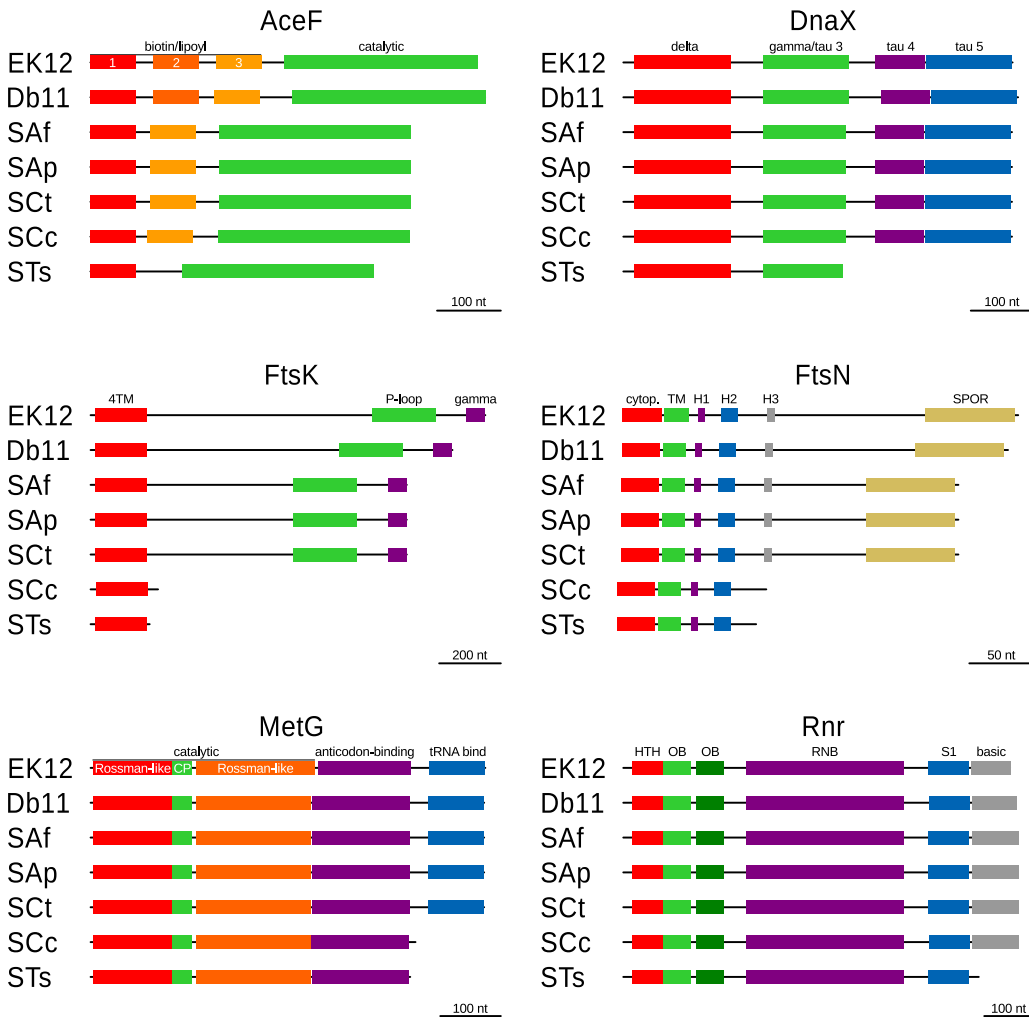 AceF
biotin/lipoyl catalytic
EK12 1 2 3
Db11
SAf
SAp
SCt
SCc
STs
100 nt
DnaX
delta gamma/tau 3 tau 4 tau 5
EK12
Db11
SAf
SAp
SCt
SCc
STs
100 nt
FtsK
4TM P-loop gamma
EK12
Db11
SAf
SAp
SCt
SCc
STs
200 nt
FtsN
cytop. TM H1 H2 H3 SPOR
EK12
Db11
SAf
SAp
SCt
SCc
STs
50 nt
MetG
catalytic anticodon-binding tRNA bind
EK12 Rossman-like CP Rossman-like
Db11
SAf
SAp
SCt
SCc
STs
100 nt
Rnr
HTH OB OB RNB S1 basic
EK12
Db11
SAf
SAp
SCt
SCc
STs
100 nt